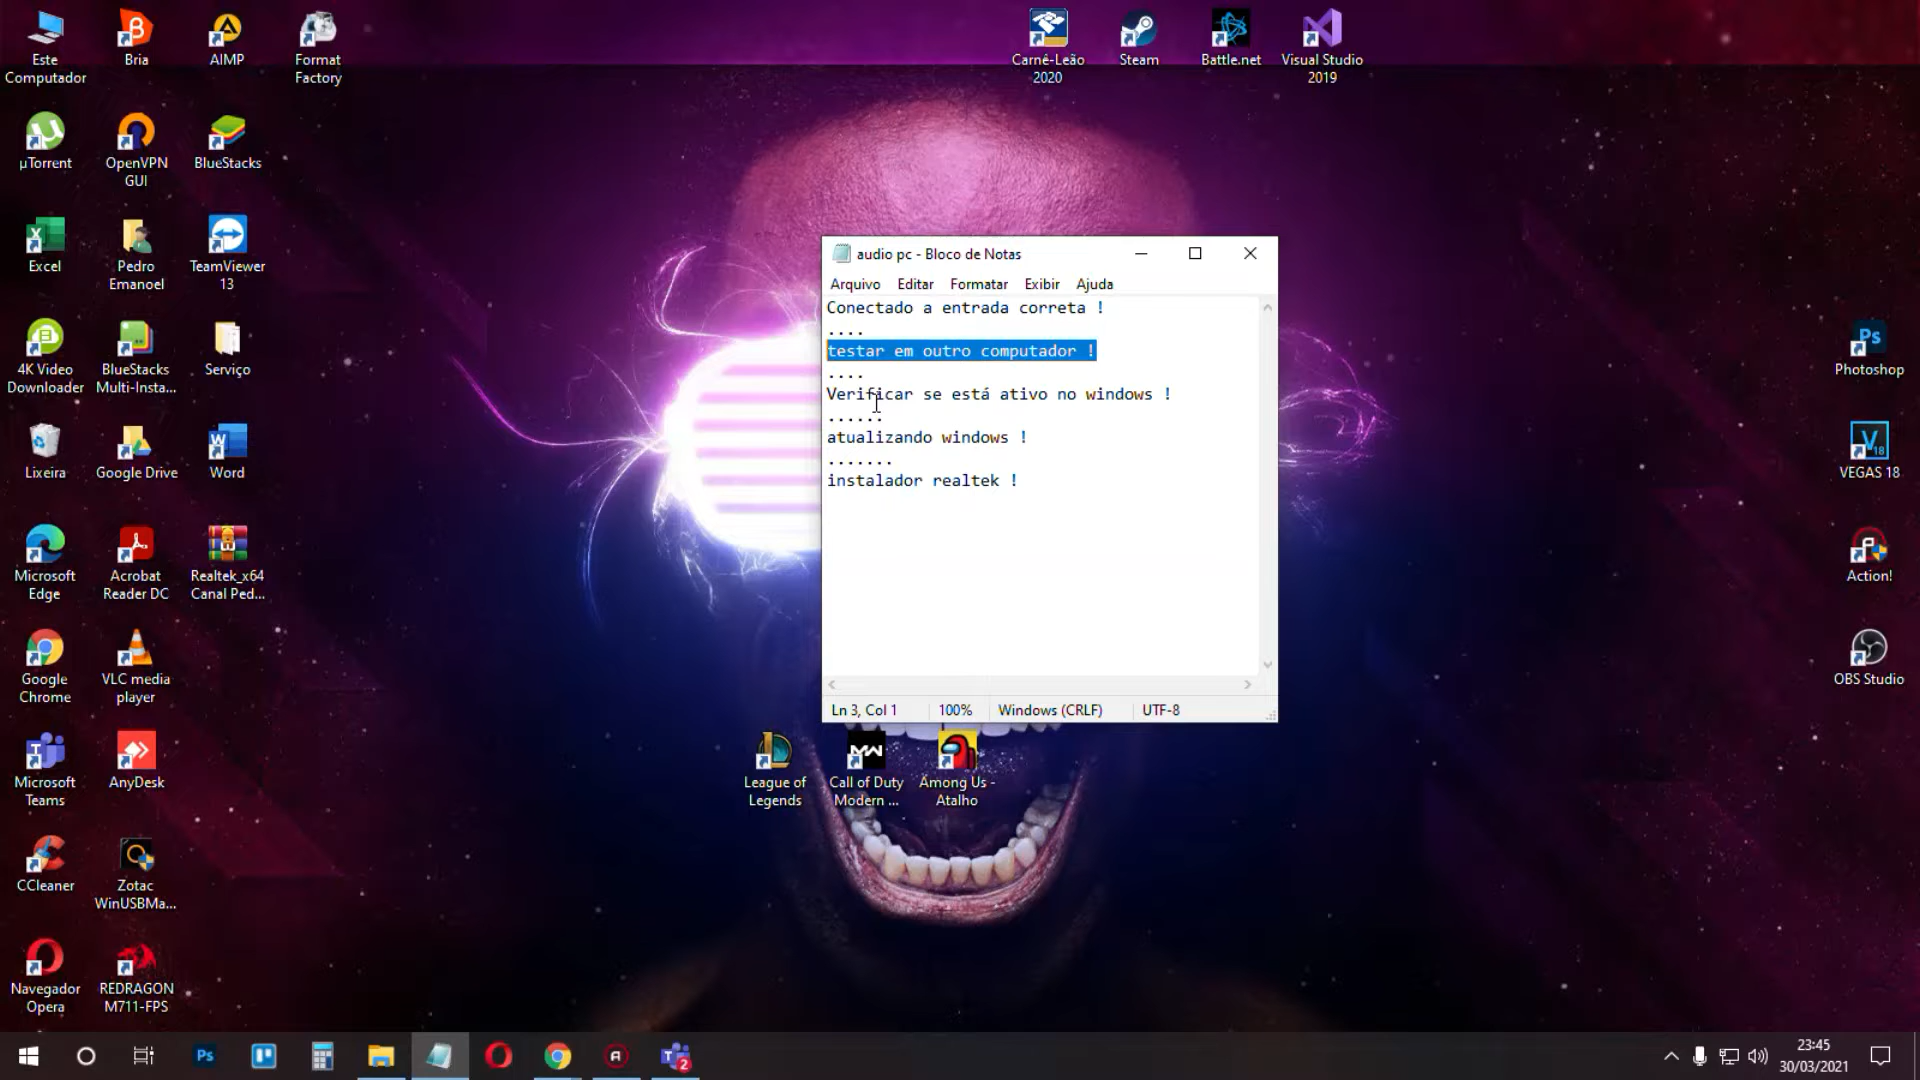 Este
Computador
Bria
AIMP
Format
Factory
Carnê-Leão
2020
Steam
Battle.net
Visual Studio
2019
µTorrent
OpenVPN
GUI
BlueStacks
Excel
Pedro
Emanoel
TeamViewer
13
4K Video
Downloader
BlueStacks
Multi-Insta...
Serviço
Lixeira
Google Drive
Word
Microsoft
Edge
Acrobat
Reader DC
Realtek_x64
Canal Ped...
Google
Chrome
VLC media
player
Microsoft
Teams
AnyDesk
CCleaner
Zotac
WinUSBMa...
Navegador
Opera
REDRAGON
M711-FPS
audio pc - Bloco de Notas
Arquivo Editar Formatar Exibir Ajuda
Conectado a entrada correta !
....
testar em outro computador !
....
Verificar se está ativo no windows !
......
atualizando windows !
.......
instalador realtek !
Ln 3, Col 1 100% Windows (CRLF) UTF-8
League of
Legends
Call of Duty
Modern ...
Among Us -
Atalho
Photoshop
VEGAS 18
Action!
OBS Studio
23:45
30/03/2021